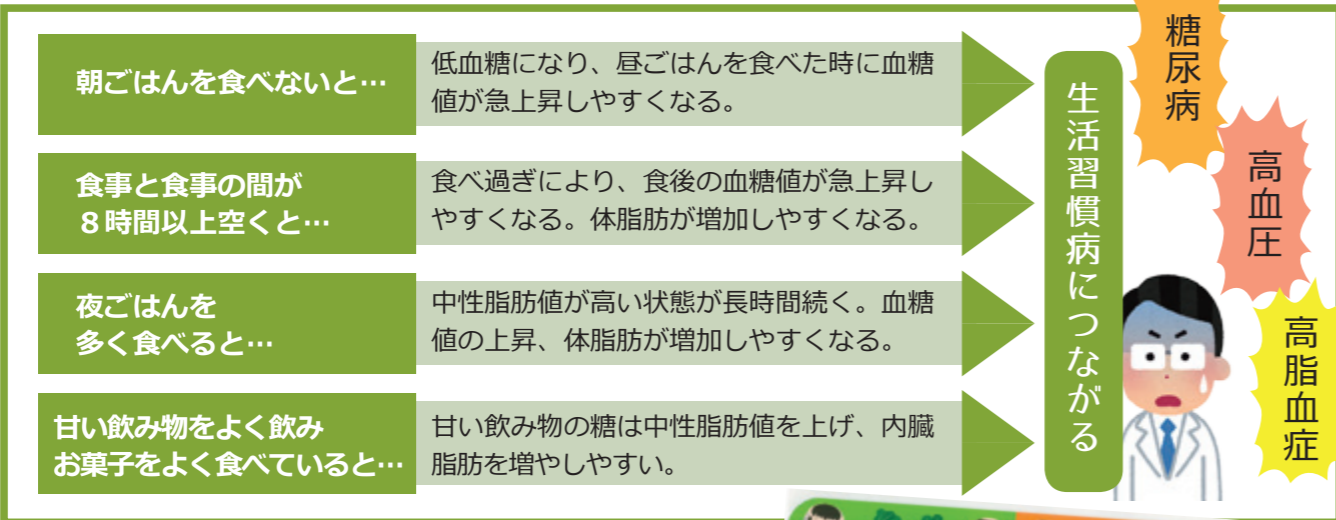 朝ごはんを食べないと…
低血糖になり、昼ごはんを食べた時に血糖
値が急上昇しやすくなる。
食事と食事の間が
８時間以上空くと…
食べ過ぎにより、食後の血糖値が急上昇し
やすくなる。体脂肪が増加しやすくなる。
夜ごはんを
多く食べると…
中性脂肪値が高い状態が長時間続く。血糖
値の上昇、体脂肪が増加しやすくなる。
甘い飲み物をよく飲み
お菓子をよく食べていると…
甘い飲み物の糖は中性脂肪値を上げ、内臓
脂肪を増やしやすい。
生活習慣病につながる
糖尿病
高血圧
高脂血症